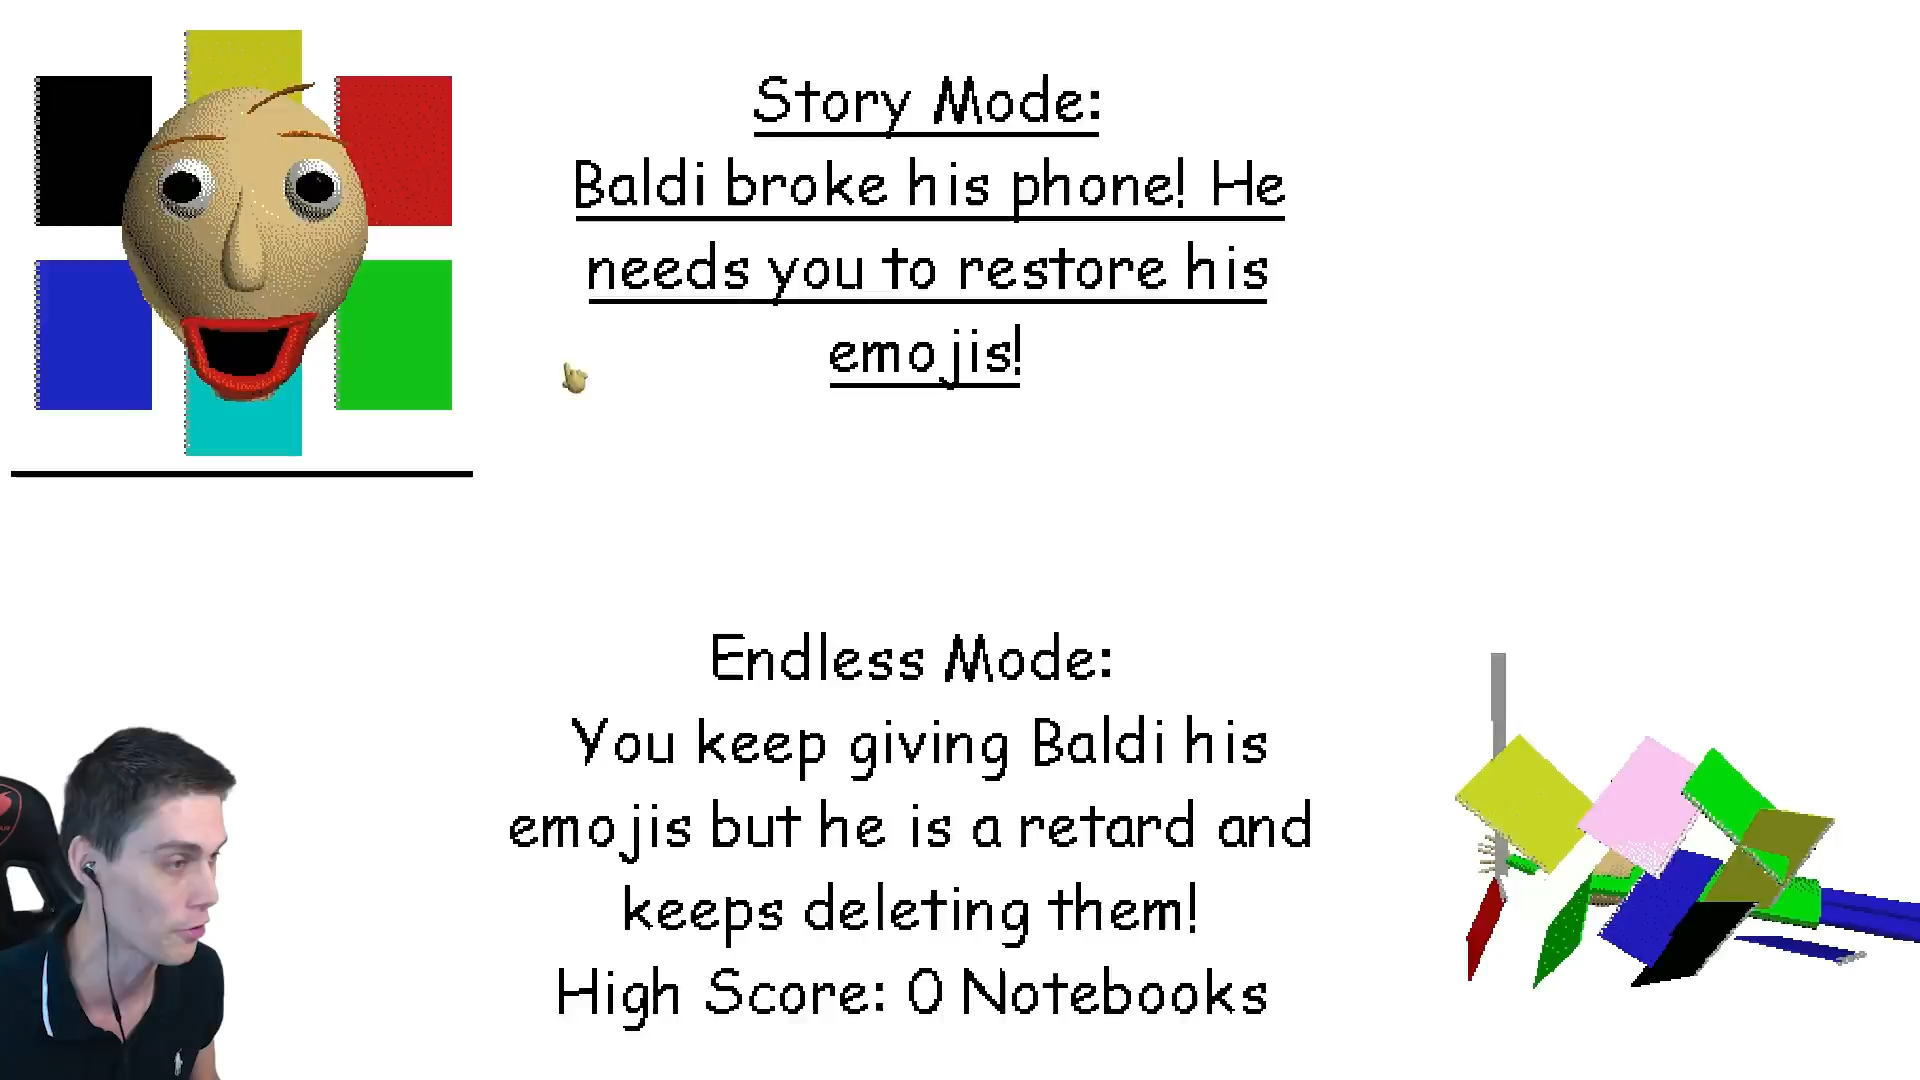 Story Mode:
Baldi broke his phone! He
needs you to restore his
emojis!
Endless Mode:
You keep giving Baldi his
emojis but he is a retard and
keeps deleting them!
High Score: 0 Notebooks